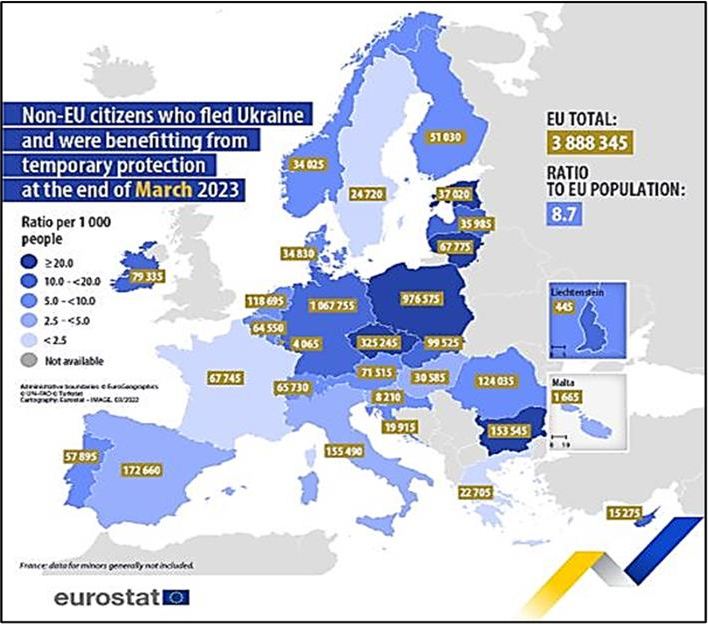 Non-EU citizens who fled Ukraine
and were benefitting from
temporary protection
at the end of March 2023
EU TOTAL:
3 888 345
RATIO
TO EU POPULATION:
8.7
Ratio per 1 000
people
≥ 20.0
10.0 - <20.0
5.0 - <10.0
2.5 - <5.0
< 2.5
Not available
Administrative boundaries: © EuroGeographics
© UN-FAO © Turkstat
Cartography: Eurostat - IMAGE, 03/2022
51 030
34 025
24 720
37 020
35 985
67 775
34 830
79 335
118 695
1 067 755
976 575
64 550
4 065
325 245
99 525
67 745
65 730
71 515
30 585
124 035
8 210
19 915
153 545
57 895
172 660
155 490
22 705
15 275
Liechtenstein
445
Malta
1 665
0 10
France: data for minors generally not included.
eurostat